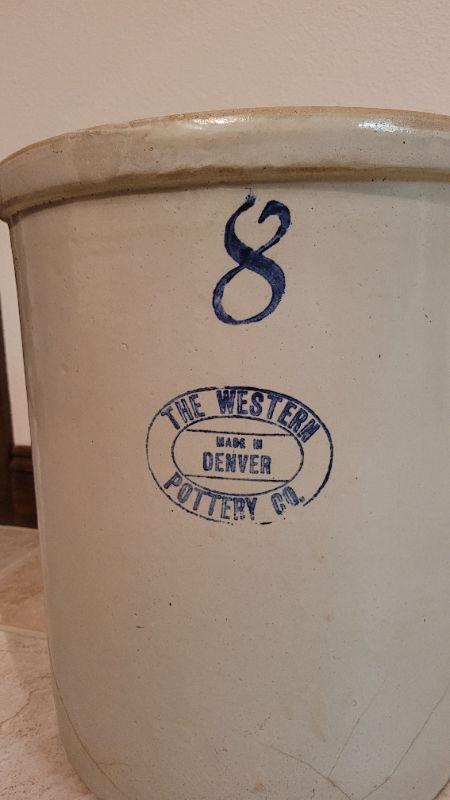 8
THE WESTERN
MADE IN
DENVER
POTTERY CO.